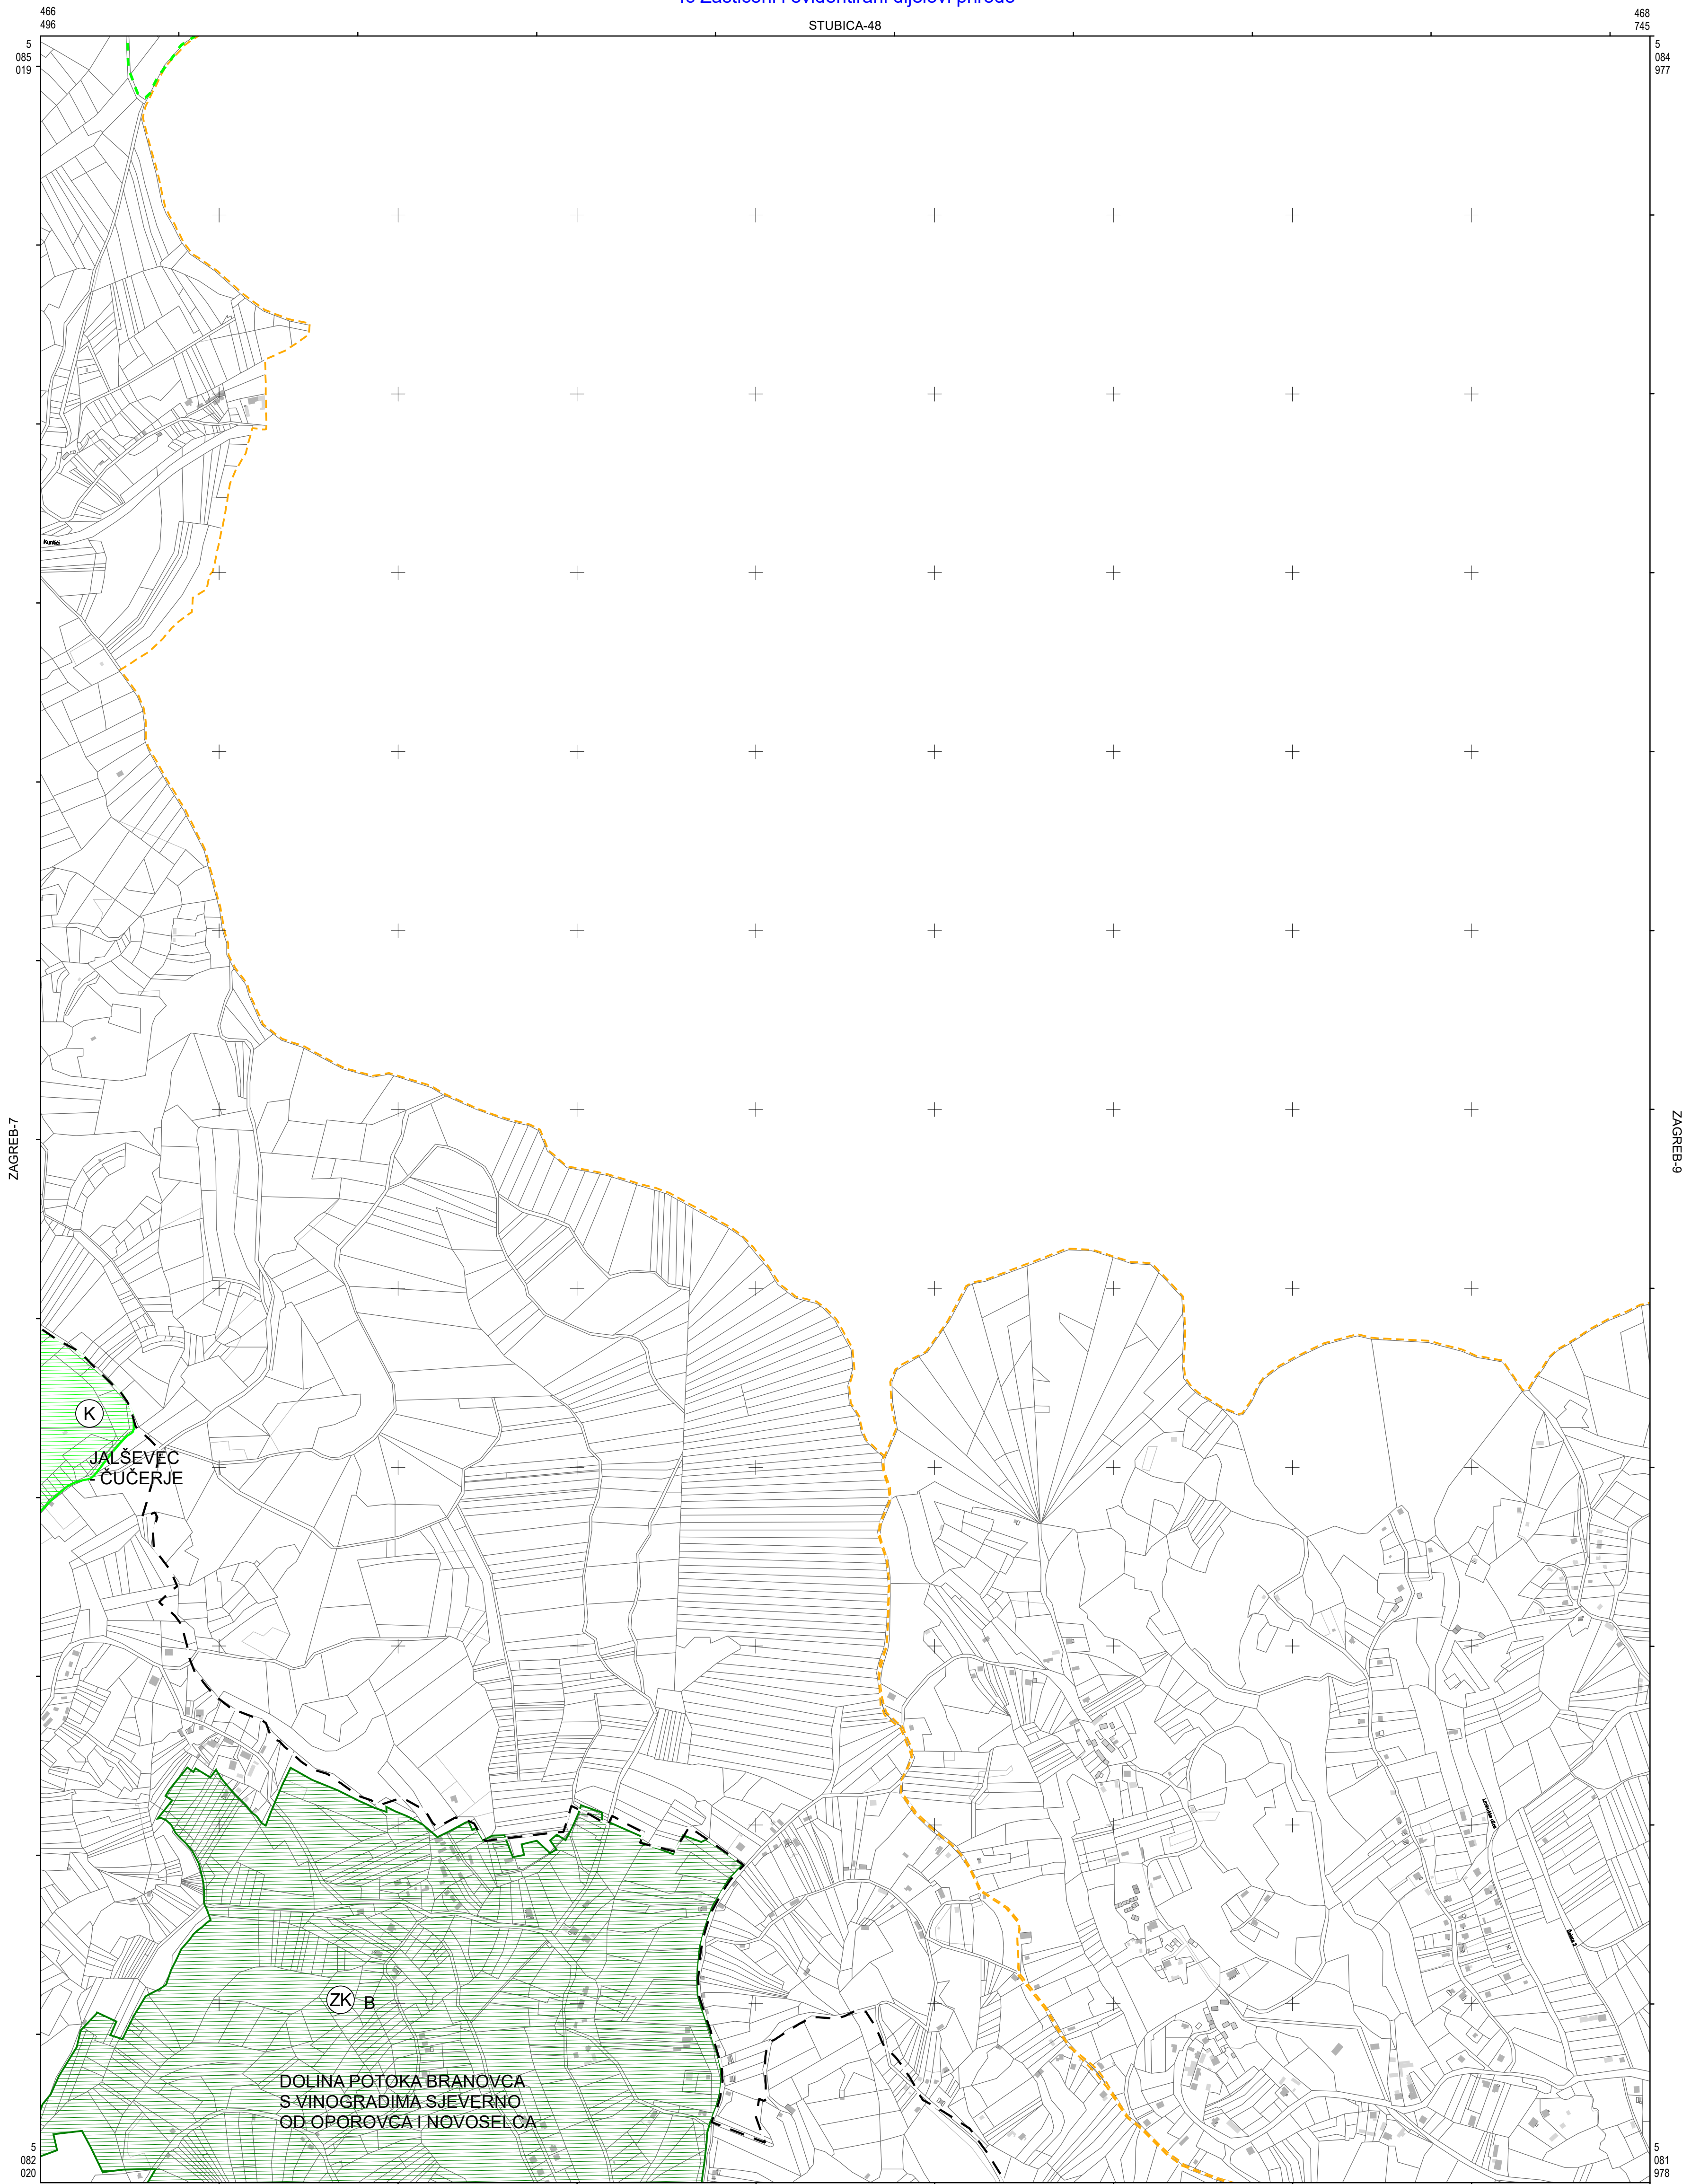 466
496
STUBICA-48
468
745
5
085
019
5
084
977
Kunišći
ZAGREB-7
ZAGREB-9
K
JALŠEVEC
- ČUČERJE
ZK B
DOLINA POTOKA BRANOVCA
S VINOGRADIMA SJEVERNO
OD OPOROVCA I NOVOSELCA
5
082
020
5
081
978